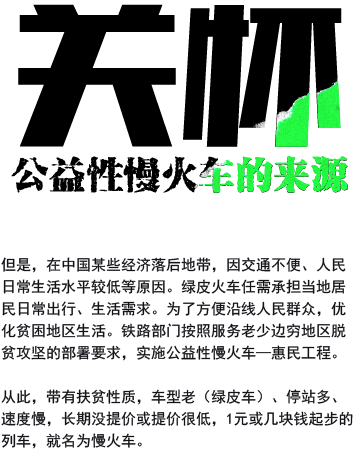 关怀
公益性慢火车的来源
但是，在中国某些经济落后地带，因交通不便、人民
日常生活水平较低等原因。绿皮火车任需承担当地居
民日常出行、生活需求。为了方便沿线人民群众，优
化贫困地区生活。铁路部门按照服务老少边穷地区脱
贫攻坚的部署要求，实施公益性慢火车—惠民工程。
从此，带有扶贫性质，车型老（绿皮车）、停站多、
速度慢，长期没提价或提价很低，1元或几块钱起步的
列车，就名为慢火车。